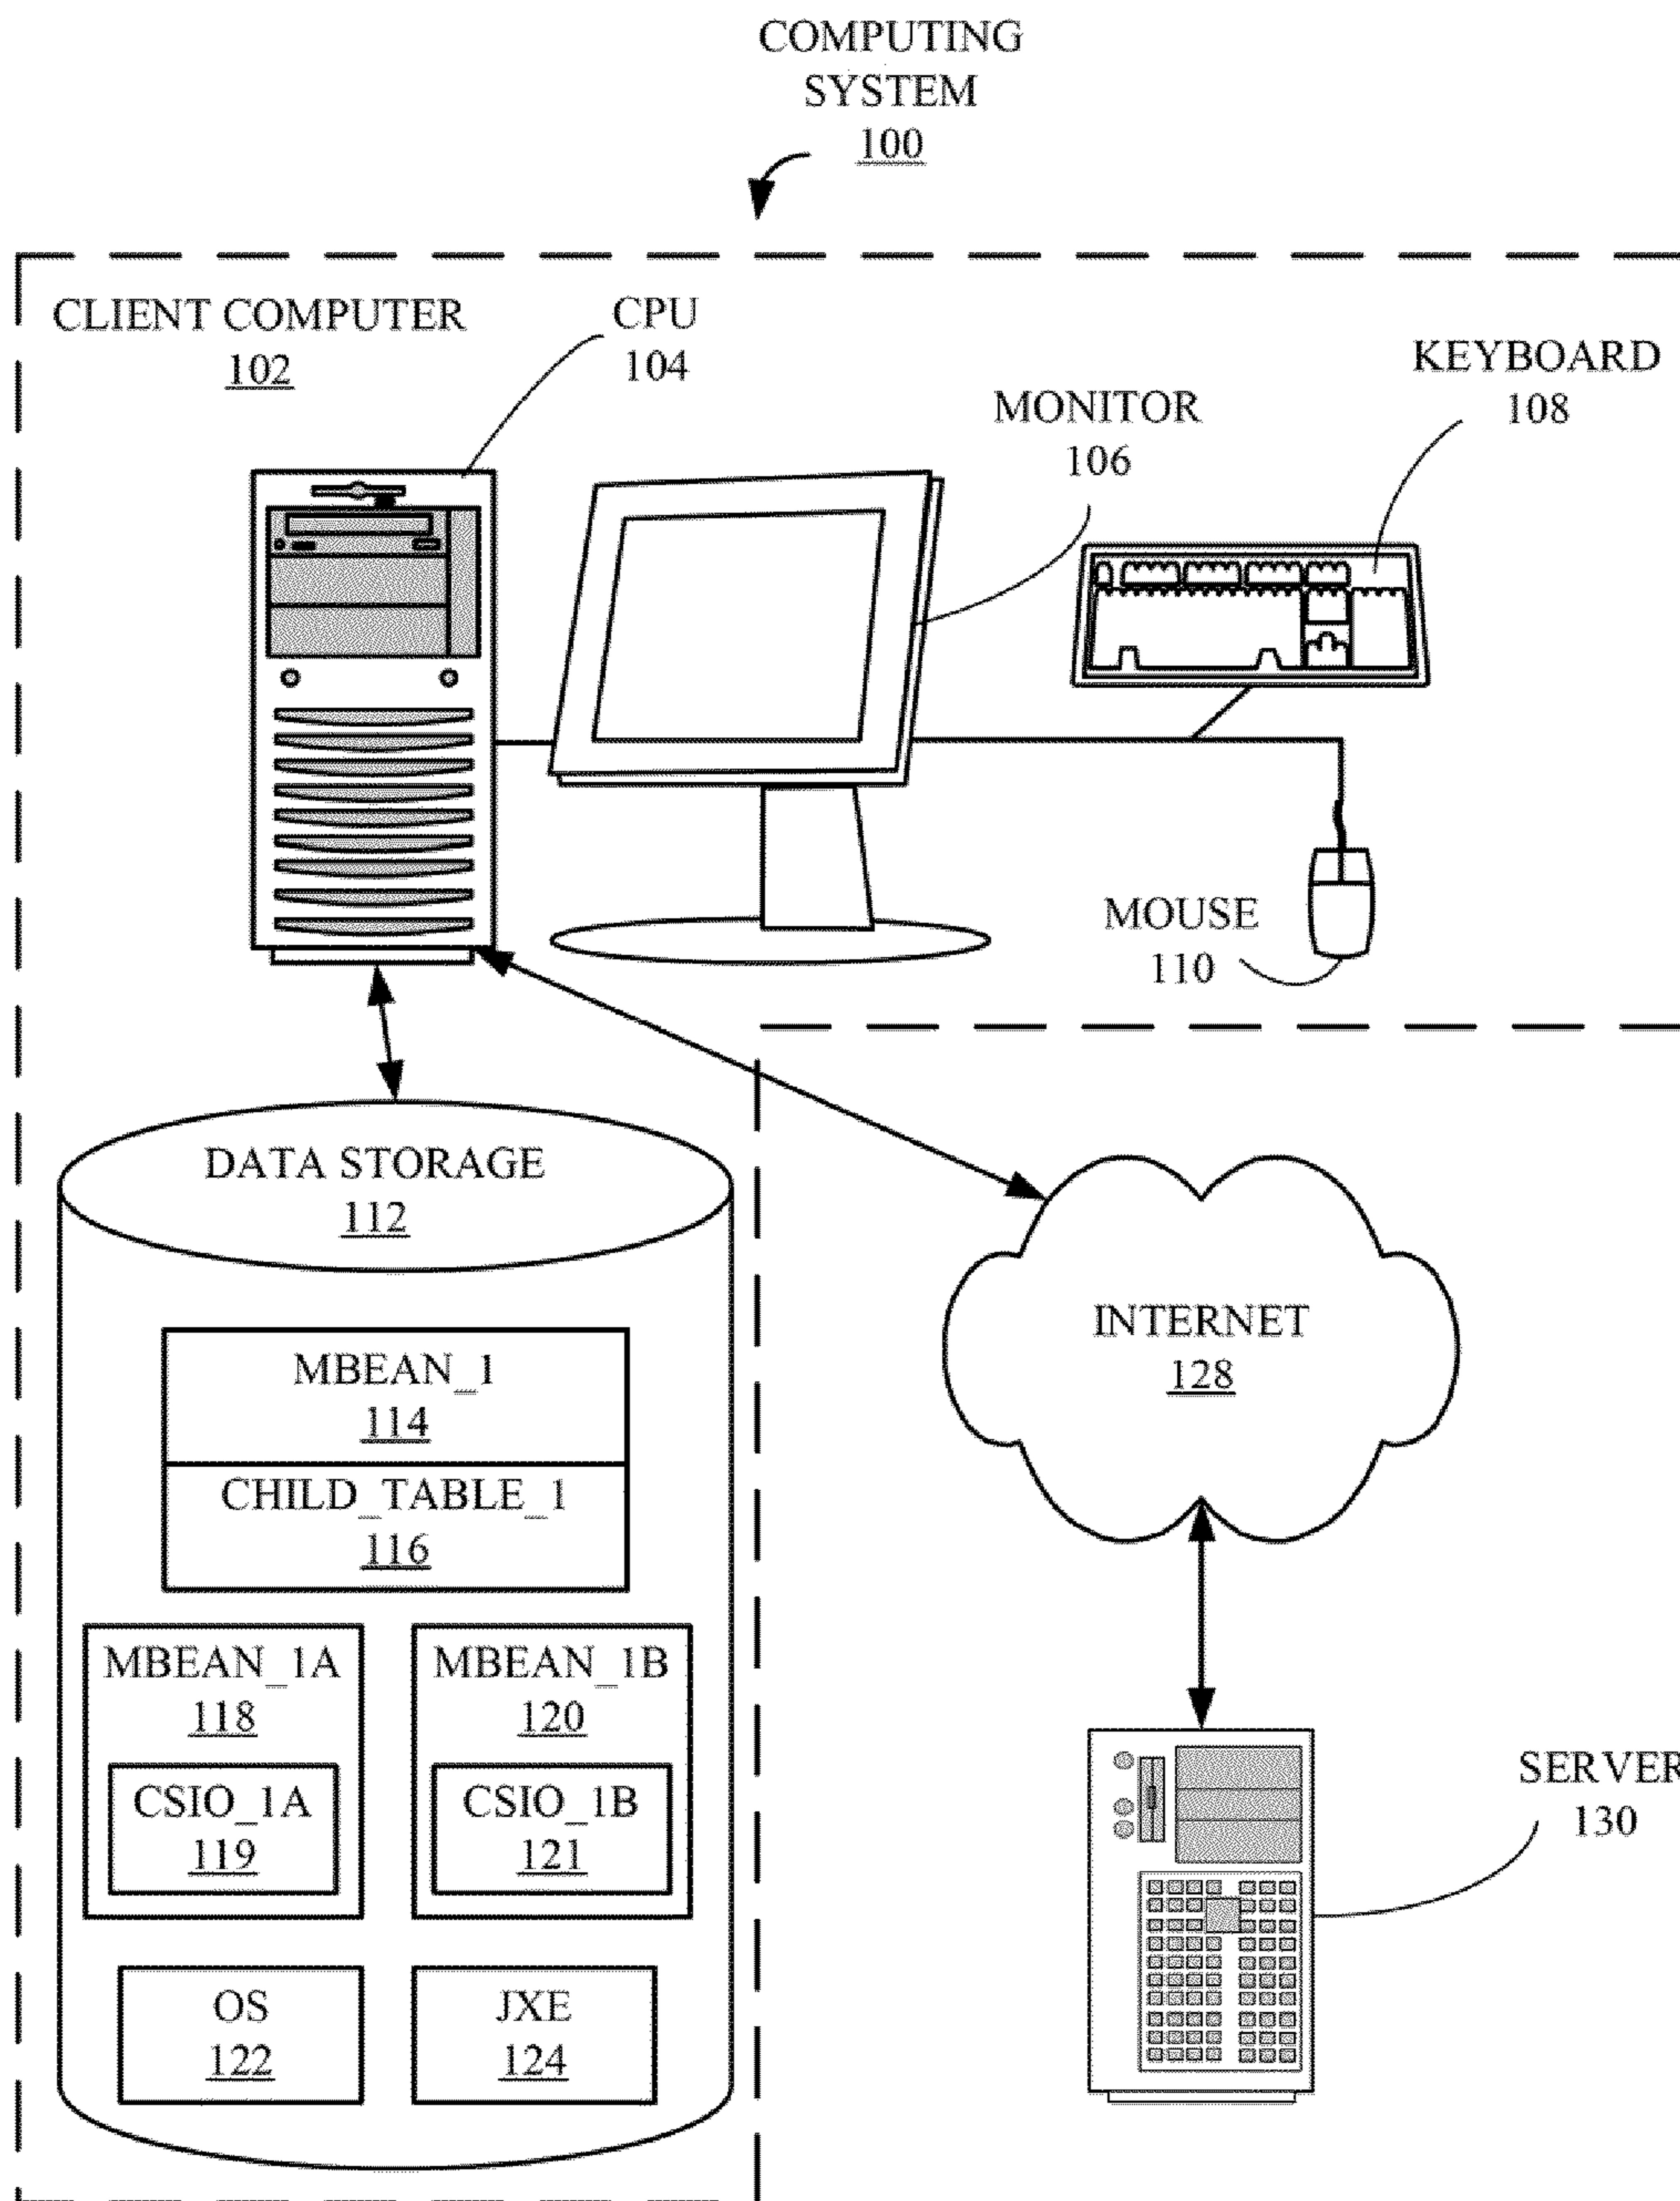 COMPUTING
SYSTEM
100
CLIENT COMPUTER
102
CPU
104
MONITOR
106
KEYBOARD
108
MOUSE
110
DATA STORAGE
112
MBEAN_1
114
CHILD_TABLE_1
116
MBEAN_1A
118
CSIO_1A
119
MBEAN_1B
120
CSIO_1B
121
OS
122
JXE
124
INTERNET
128
SERVER
130